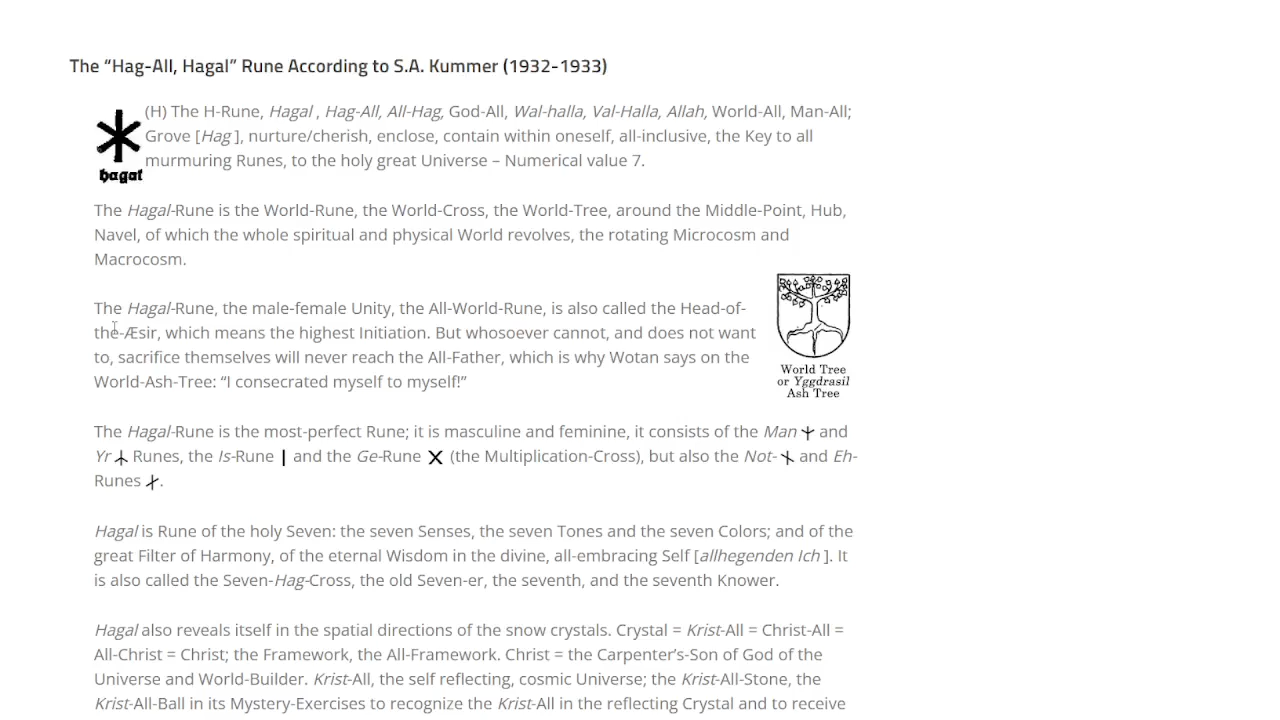 The “Hag-All, Hagal” Rune According to S.A. Kummer (1932-1933)
(H) The H-Rune, Hagal , Hag-All, All-Hag, God-All, Wal-halla, Val-Halla, Allah, World-All, Man-All;
Grove [Hag ], nurture/cherish, enclose, contain within oneself, all-inclusive, the Key to all
murmuring Runes, to the holy great Universe – Numerical value 7.
hagal
The Hagal-Rune is the World-Rune, the World-Cross, the World-Tree, around the Middle-Point, Hub,
Navel, of which the whole spiritual and physical World revolves, the rotating Microcosm and
Macrocosm.
The Hagal-Rune, the male-female Unity, the All-World-Rune, is also called the Head-of-
the-Æsir, which means the highest Initiation. But whosoever cannot, and does not want
to, sacrifice themselves will never reach the All-Father, which is why Wotan says on the
World-Ash-Tree: “I consecrated myself to myself!”
World Tree
or Yggdrasil
Ash Tree
The Hagal-Rune is the most-perfect Rune; it is masculine and feminine, it consists of the Man and
Yr Runes, the Is-Rune and the Ge-Rune (the Multiplication-Cross), but also the Not- and Eh-
Runes .
Hagal is Rune of the holy Seven: the seven Senses, the seven Tones and the seven Colors; and of the
great Filter of Harmony, of the eternal Wisdom in the divine, all-embracing Self [allhegenden Ich ]. It
is also called the Seven-Hag-Cross, the old Seven-er, the seventh, and the seventh Knower.
Hagal also reveals itself in the spatial directions of the snow crystals. Crystal = Krist-All = Christ-All =
All-Christ = Christ; the Framework, the All-Framework. Christ = the Carpenter’s-Son of God of the
Universe and World-Builder. Krist-All, the self reflecting, cosmic Universe; the Krist-All-Stone, the
Krist-All-Ball in its Mystery-Exercises to recognize the Krist-All in the reflecting Crystal and to receive